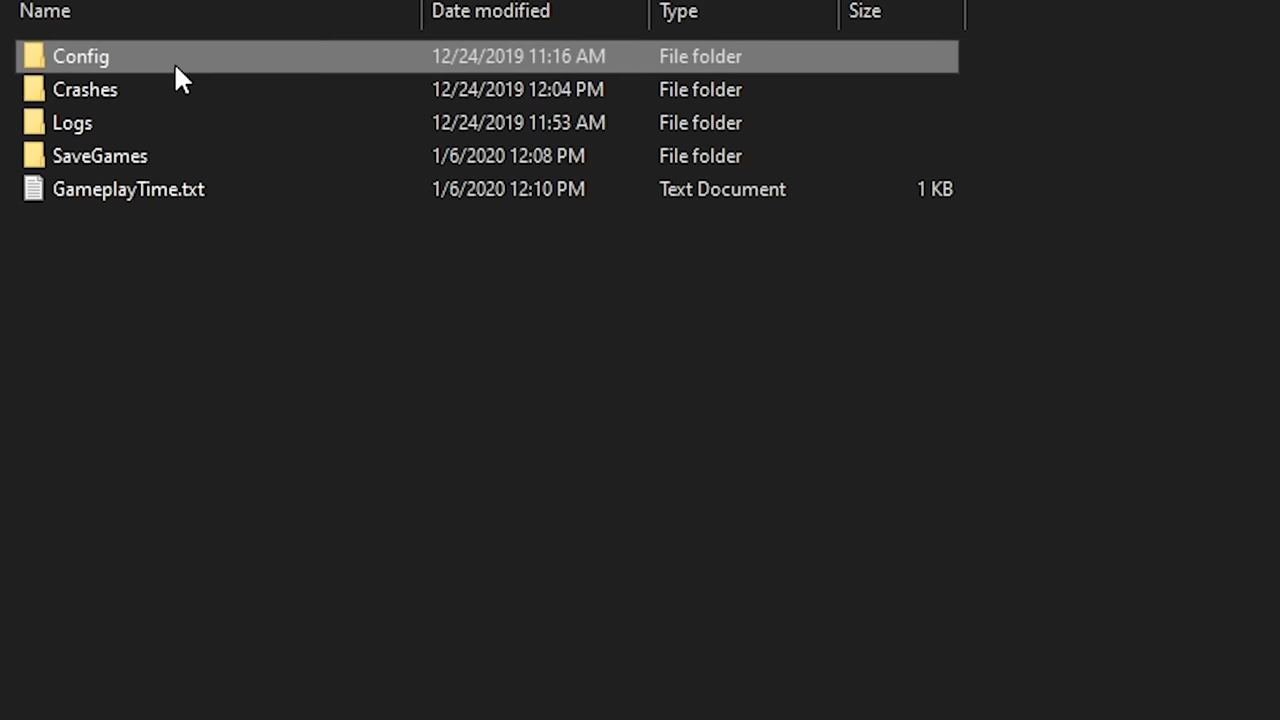 Name Date modified Type Size
Config 12/24/2019 11:16 AM File folder
Crashes 12/24/2019 12:04 PM File folder
Logs 12/24/2019 11:53 AM File folder
SaveGames 1/6/2020 12:08 PM File folder
GameplayTime.txt 1/6/2020 12:10 PM Text Document 1 KB